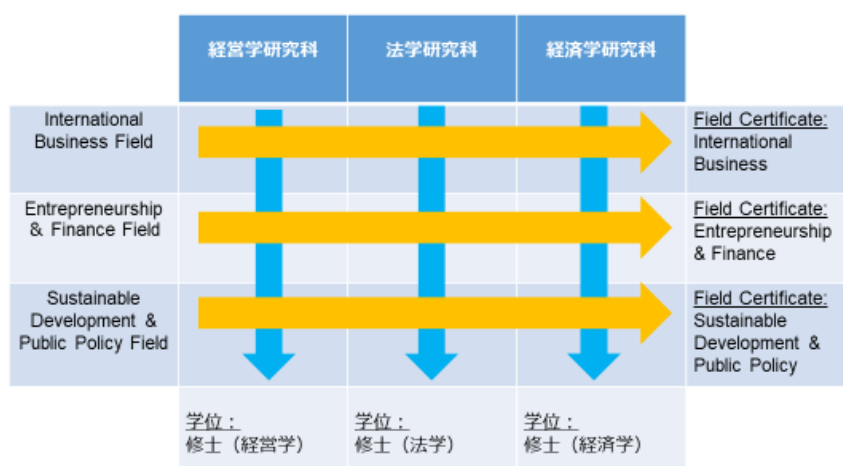 経営学研究科
法学研究科
経済学研究科
International
Business Field
Field Certificate:
International
Business
Entrepreneurship
& Finance Field
Field Certificate:
Entrepreneurship
& Finance
Sustainable
Development &
Public Policy Field
Field Certificate:
Sustainable
Development &
Public Policy
学位：
修士（経営学）
学位：
修士（法学）
学位：
修士（経済学）